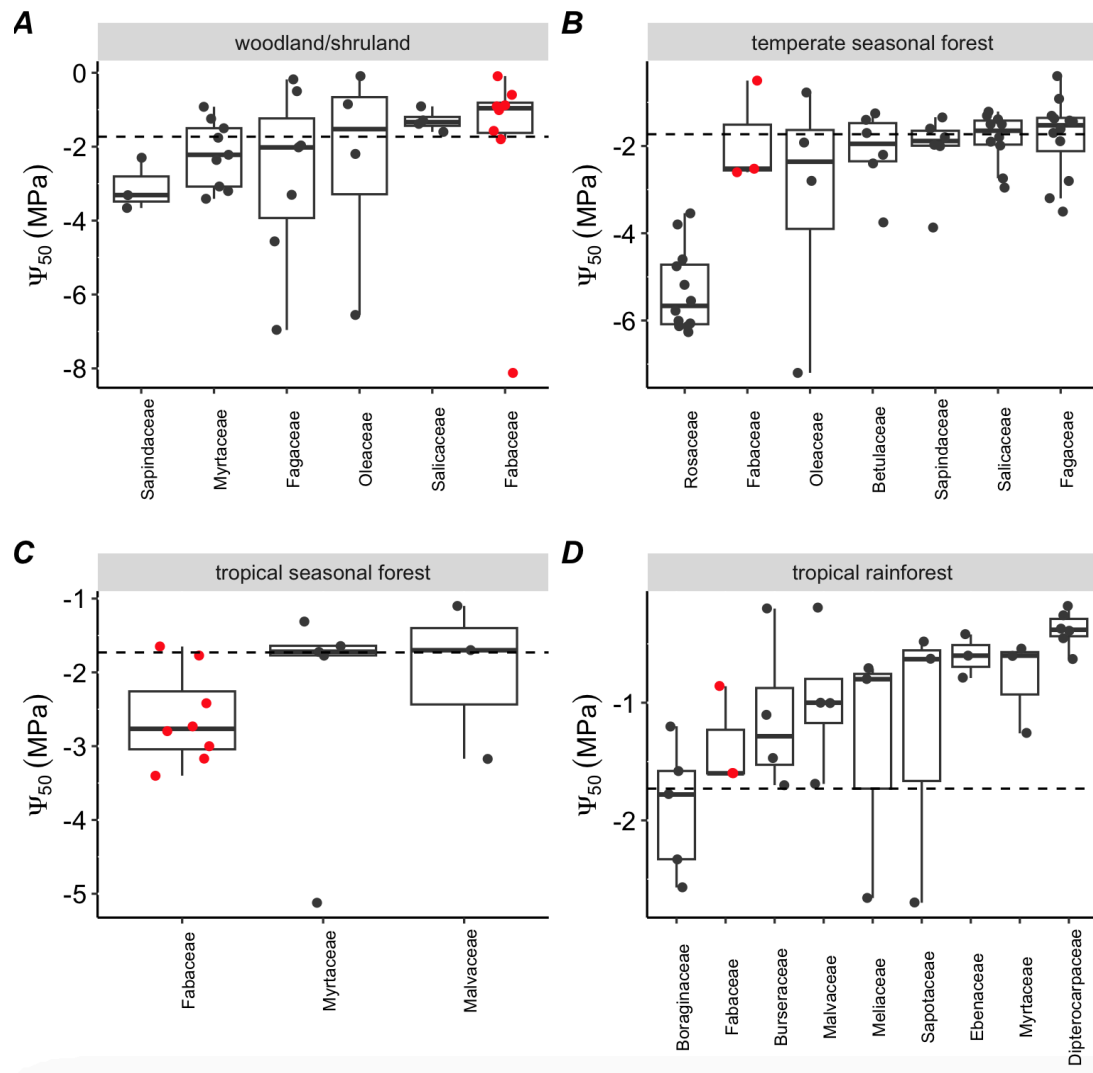 A
woodland/shruland
0
-2
-4
-6
-8
Ψ50 (MPa)
Sapindaceae
Myrtaceae
Fagaceae
Oleaceae
Salicaceae
Fabaceae
B
temperate seasonal forest
-2
-4
-6
Ψ50 (MPa)
Rosaceae
Fabaceae
Oleaceae
Betulaceae
Sapindaceae
Salicaceae
Fagaceae
C
tropical seasonal forest
-1
-2
-3
-4
-5
Ψ50 (MPa)
Fabaceae
Myrtaceae
Malvaceae
D
tropical rainforest
-1
-2
Ψ50 (MPa)
Boraginaceae
Fabaceae
Burseraceae
Malvaceae
Meliaceae
Sapotaceae
Ebenaceae
Myrtaceae
Dipterocarpaceae